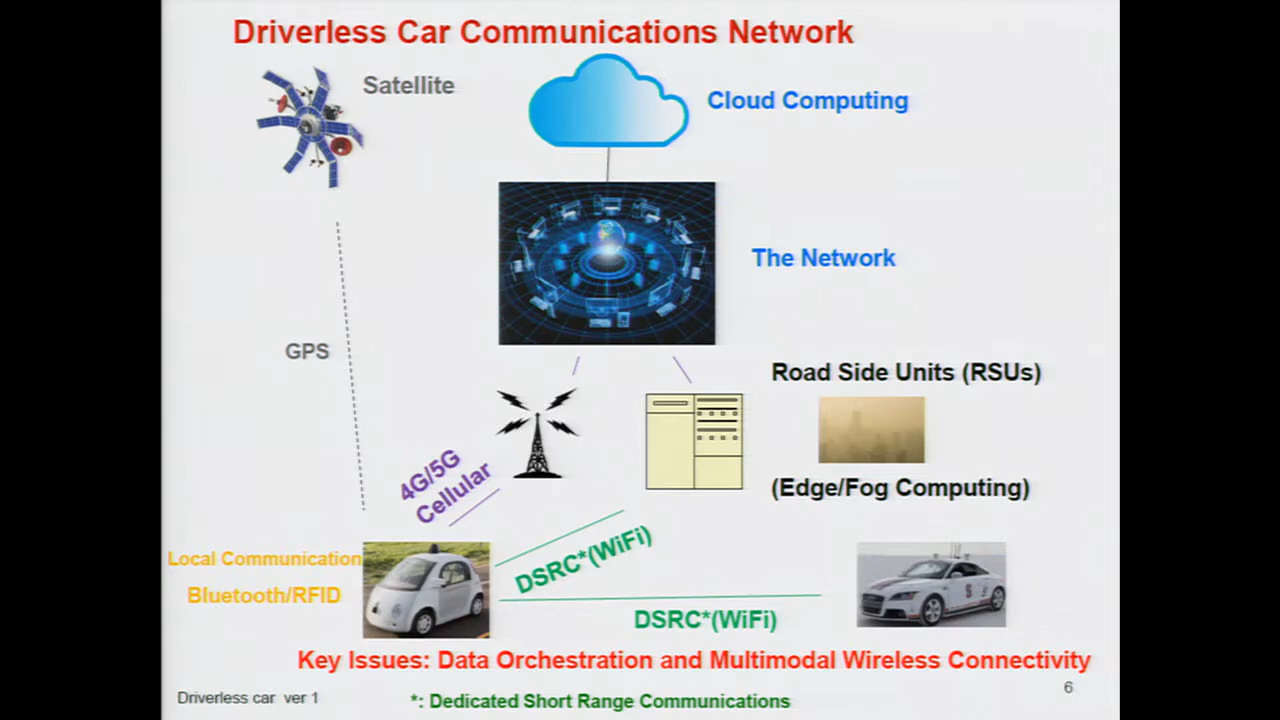 Driverless Car Communications Network
Satellite
Cloud Computing
The Network
GPS
Road Side Units (RSUs)
4G/5G
Cellular
(Edge/Fog Computing)
DSRC*(WiFi)
Local Communication
Bluetooth/RFID
DSRC*(WiFi)
Key Issues: Data Orchestration and Multimodal Wireless Connectivity
Driverless car ver 1
*: Dedicated Short Range Communications
6